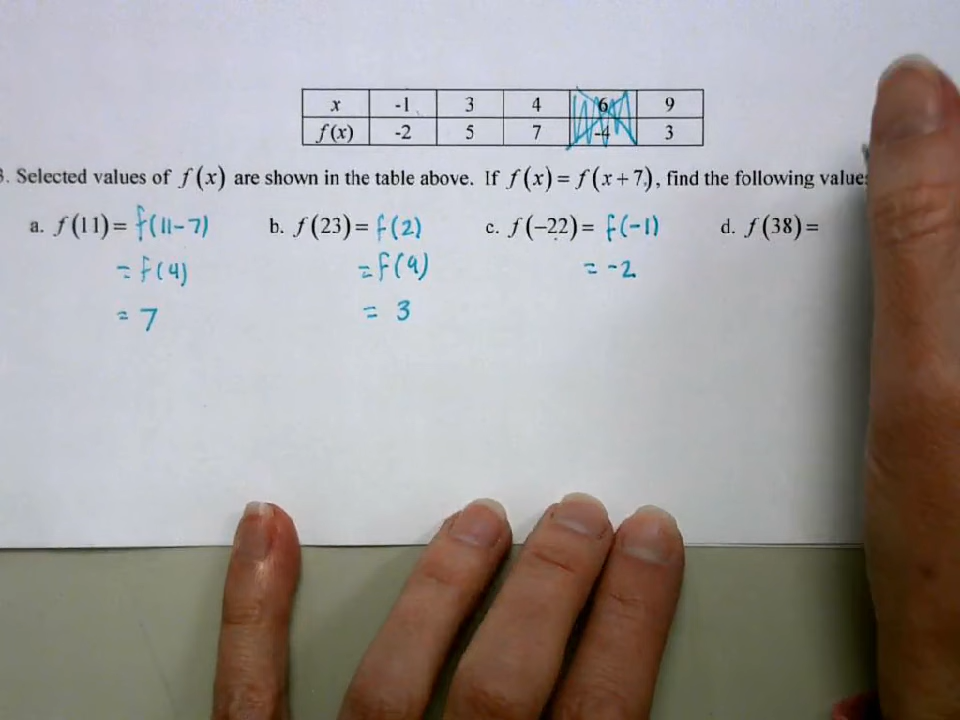 x -1 3 4 6 9
f(x) -2 5 7 -4 3
3. Selected values of f(x) are shown in the table above. If f(x) = f(x+7), find the following
a. f(11) = f(11-7) b. f(23) = f(2) c. f(-22) = f(-1) d. f(38) =
= f(4) = f(9) = -2
= 7 = 3